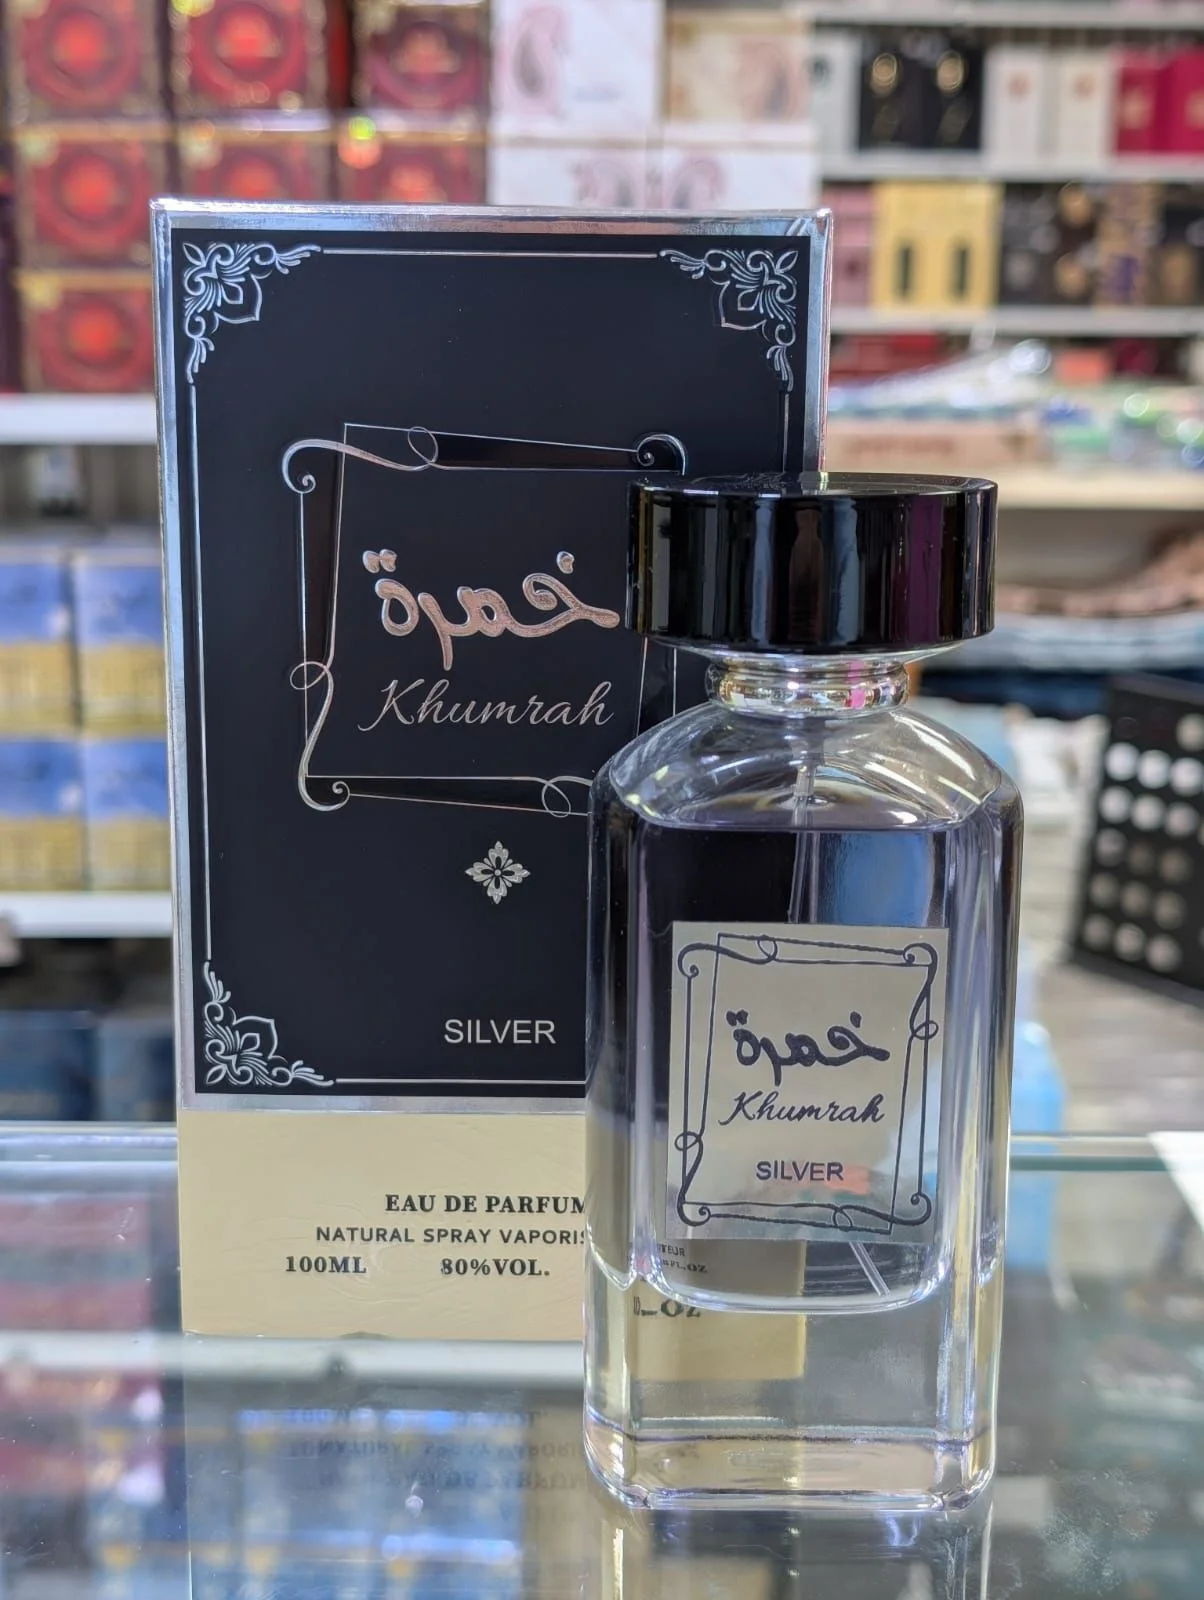 خمرة
Khumrah
SILVER
EAU DE PARFUM
NATURAL SPRAY VAPORIS
100ML 80%VOL.
خمرة
Khumrah
SILVER